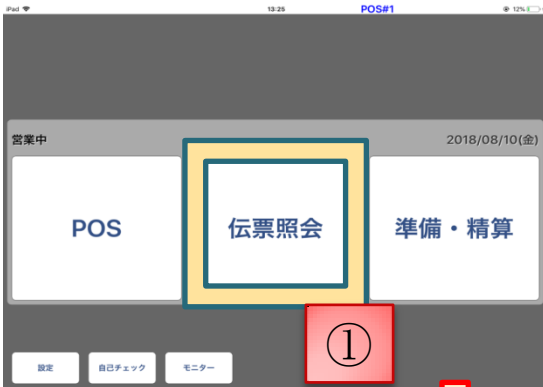 iPad 13:25 POS#1 12%
営業中 2018/08/10(金)
POS 伝票照会 準備・精算
①
設定 自己チェック モニター